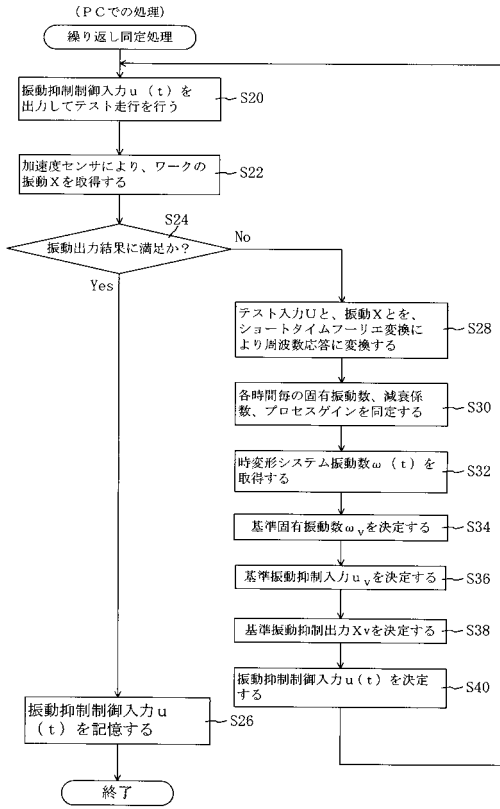 (PCでの処理)
繰り返し同定処理
振動抑制制御入力u(t)を
出力してテスト走行を行う
S20
加速度センサにより、ワークの
振動Xを取得する
S22
S24
振動出力結果に満足か?
No
Yes
テスト入力Uと、振動Xとを、
ショートタイムフーリエ変換に
より周波数応答に変換する
S28
各時間毎の固有振動数、減衰係
数、プロセスゲインを同定する
S30
時変形システム振動数ω(t)を
取得する
S32
基準固有振動数ωvを決定する
S34
基準振動抑制入力uvを決定する
S36
基準振動抑制出力Xvを決定する
S38
振動抑制制御入力u(t)を決定
する
S40
振動抑制制御入力u
(t)を記憶する
S26
終了